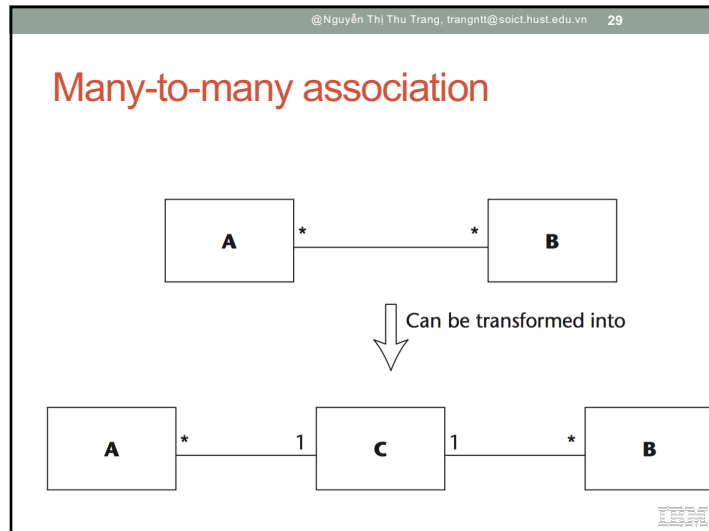 @Nguyễn Thị Thu Trang, trangntt@soict.hust.edu.vn 29
Many-to-many association
A * * B
Can be transformed into
A * 1 C 1 * B
IBM